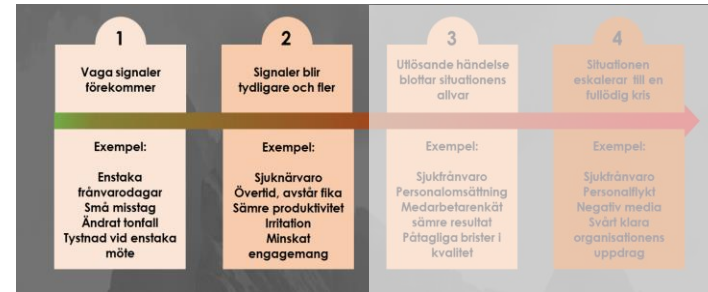 1
Vaga signaler
förekommer
Exempel:
Enstaka
frånvarodagar
Små misstag
Ändrat tonfall
Tystnad vid enstaka
möte
2
Signaler blir
tydligare och fler
Exempel:
Sjuknärvaro
Övertid, avstår fika
Sämre produktivitet
Irritation
Minskat
engagemang
3
Utlösande händelse
blottar situationens
allvar
Exempel:
Sjukfrånvaro
Personalomsättning
Medarbetarenkät
sämre resultat
Påtagliga brister i
kvalitet
4
Situationen
eskalerar till en
fullödig kris
Exempel:
Sjukfrånvaro
Personalflykt
Negativ media
Svårt klara
organisationens
uppdrag